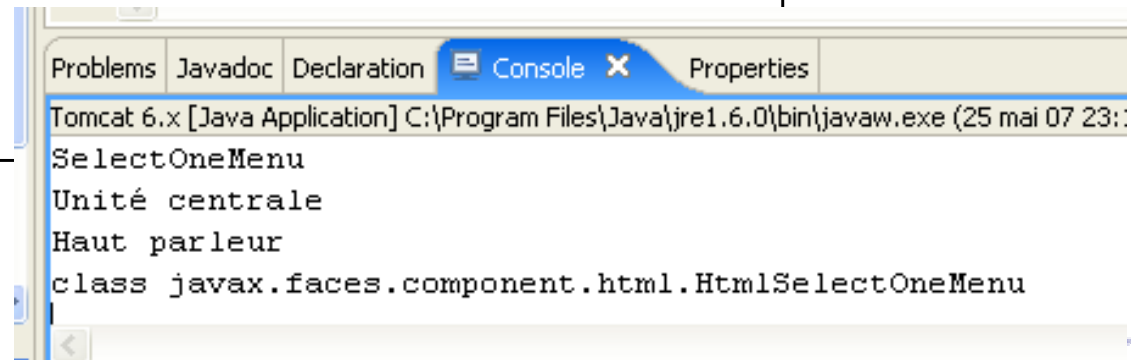 Problems Javadoc Declaration Console Properties
Tomcat 6.x [Java Application] C:\Program Files\Java\jre1.6.0\bin\javaw.exe (25 mai 07 23:
SelectOneMenu
Unité centrale
Haut parleur
class javax.faces.component.html.HtmlSelectOneMenu